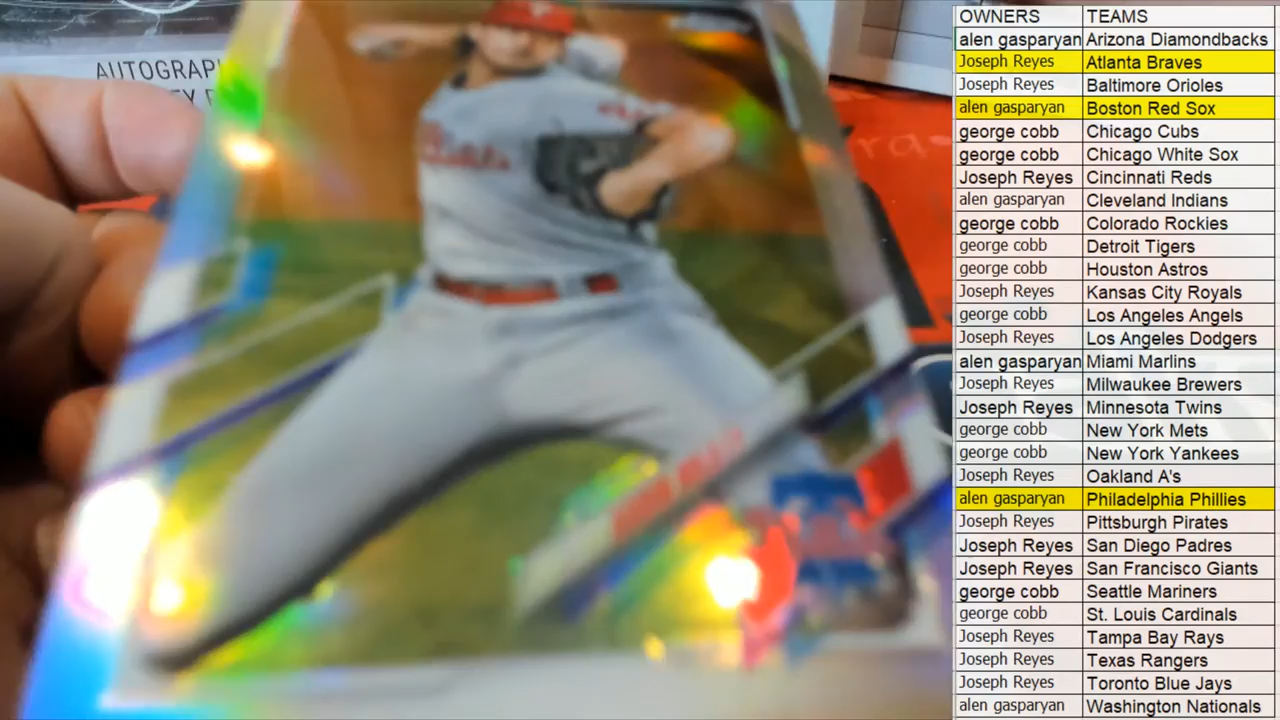 AUTOGRAPH
OWNERS TEAMS
alen gasparyan Arizona Diamondbacks
Joseph Reyes Atlanta Braves
Joseph Reyes Baltimore Orioles
alen gasparyan Boston Red Sox
george cobb Chicago Cubs
george cobb Chicago White Sox
Joseph Reyes Cincinnati Reds
alen gasparyan Cleveland Indians
george cobb Colorado Rockies
george cobb Detroit Tigers
george cobb Houston Astros
Joseph Reyes Kansas City Royals
george cobb Los Angeles Angels
Joseph Reyes Los Angeles Dodgers
alen gasparyan Miami Marlins
Joseph Reyes Milwaukee Brewers
Joseph Reyes Minnesota Twins
george cobb New York Mets
george cobb New York Yankees
Joseph Reyes Oakland A's
alen gasparyan Philadelphia Phillies
Joseph Reyes Pittsburgh Pirates
Joseph Reyes San Diego Padres
Joseph Reyes San Francisco Giants
george cobb Seattle Mariners
george cobb St. Louis Cardinals
Joseph Reyes Tampa Bay Rays
Joseph Reyes Texas Rangers
Joseph Reyes Toronto Blue Jays
alen gasparyan Washington Nationals